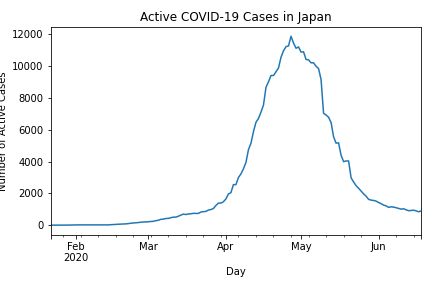 Active COVID-19 Cases in Japan
Number of Active Cases
12000
10000
8000
6000
4000
2000
0
Feb Mar Apr May Jun
2020
Day